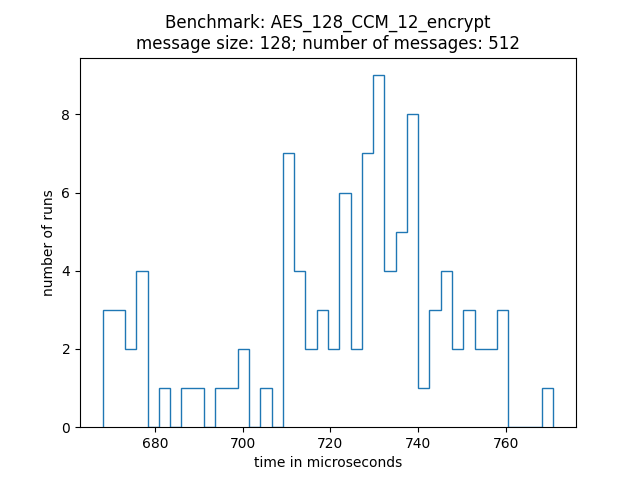 Benchmark: AES_128_CCM_12_encrypt
message size: 128; number of messages: 512
8
6
4
2
0
number of runs
680 700 720 740 760
time in microseconds